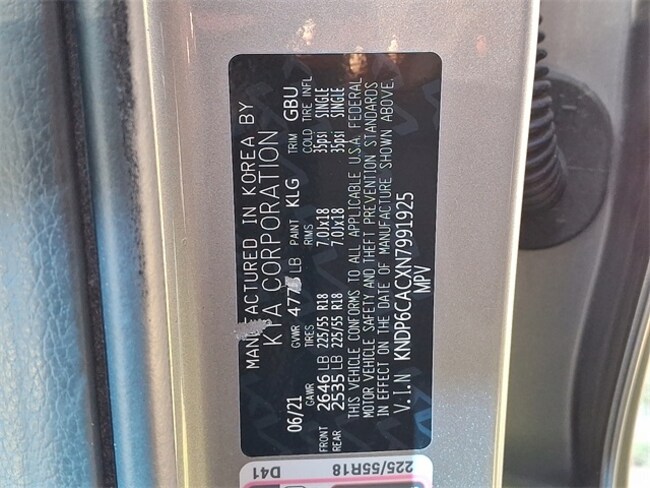 MANUFACTURED IN KOREA BY
KIA CORPORATION
06/21 GVWR LB PAINT KLG TRIM GBU
GAWR TIRES RIMS COLD TIRE INFL
FRONT 2646 LB 225/55 R18 7.0Jx18 35psi SINGLE
REAR 2535 LB 225/55 R18 7.0Jx18 35psi SINGLE
THIS VEHICLE CONFORMS TO ALL APPLICABLE U.S.A. FEDERAL
MOTOR VEHICLE SAFETY AND THEFT PREVENTION STANDARDS
IN EFFECT ON THE DATE OF MANUFACTURE SHOWN ABOVE.
V.I.N KNDP6CACXN7991925
MPV
D41
225/55R18